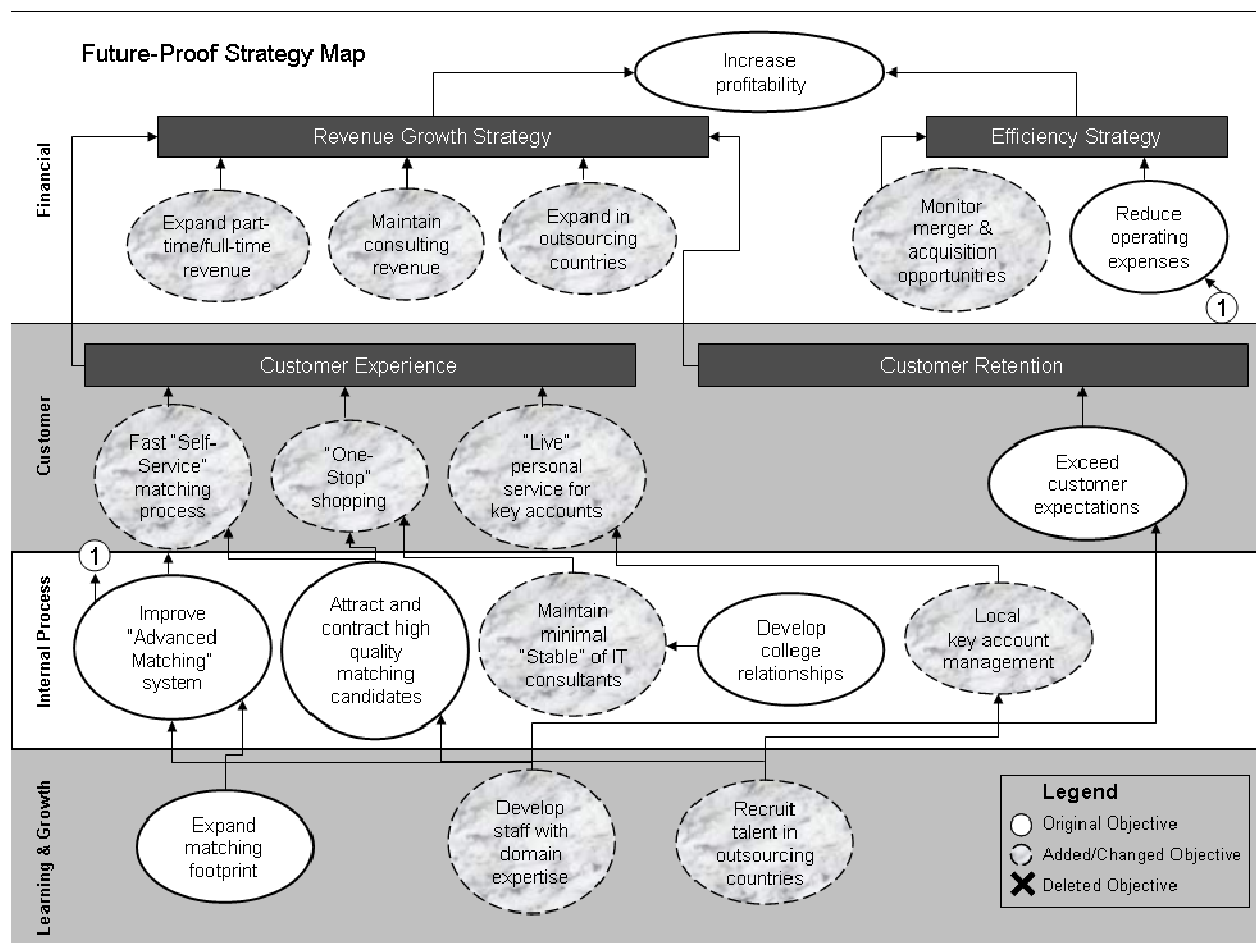 Future-Proof Strategy Map
Increase
profitability
Financial
Revenue Growth Strategy
Efficiency Strategy
Expand part-
time/full-time
revenue
Maintain
consulting
revenue
Expand in
outsourcing
countries
Monitor
merger &
acquisition
opportunities
Reduce
operating
expenses
1
Customer
Customer Experience
Customer Retention
Fast "Self-
Service"
matching
process
"One-
Stop"
shopping
"Live"
personal
service for
key accounts
Exceed
customer
expectations
Internal Process
1
Improve
"Advanced
Matching"
system
Attract and
contract high
quality
matching
candidates
Maintain
minimal
"Stable" of IT
consultants
Develop
college
relationships
Local
key account
management
Learning & Growth
Expand
matching
footprint
Develop
staff with
domain
expertise
Recruit
talent in
outsourcing
countries
Legend
Original Objective
Added/Changed Objective
Deleted Objective